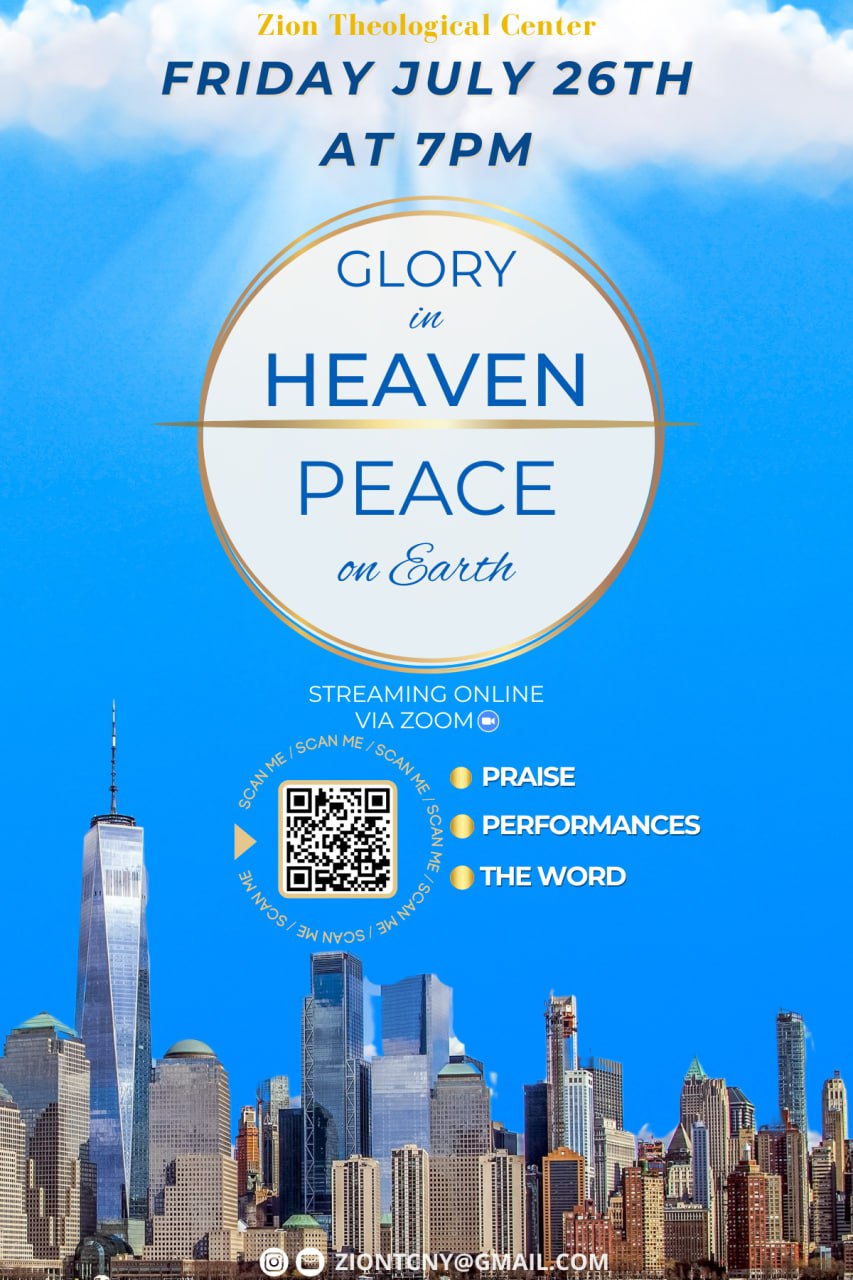 Zion Theological Center
FRIDAY JULY 26TH
AT 7PM
GLORY
in
HEAVEN
PEACE
on Earth
STREAMING ONLINE
VIA ZOOM
SCAN ME / SCAN ME / SCAN ME / SCAN ME / SCAN ME / SCAN ME / SCAN ME
PRAISE
PERFORMANCES
THE WORD
ZIONTCNY@GMAIL.COM